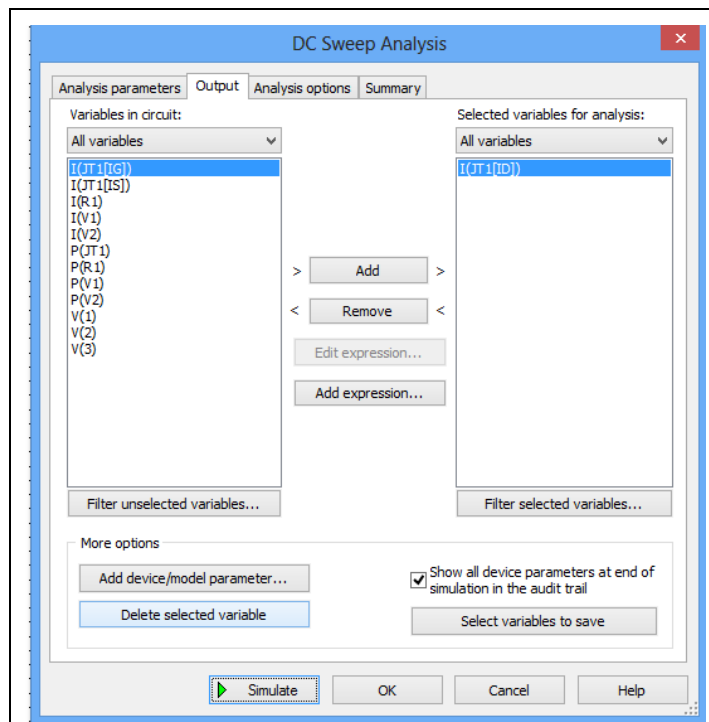 DC Sweep Analysis
Analysis parameters Output Analysis options Summary
Variables in circuit:
Selected variables for analysis:
All variables
All variables
I(JT1[IG])
I(JT1[IS])
I(R1)
I(V1)
I(V2)
P(JT1)
P(R1)
P(V1)
P(V2)
V(1)
V(2)
V(3)
I(JT1[ID])
> Add >
< Remove <
Edit expression...
Add expression...
Filter unselected variables...
Filter selected variables...
More options
Add device/model parameter...
Delete selected variable
Show all device parameters at end of
simulation in the audit trail
Select variables to save
Simulate OK Cancel Help